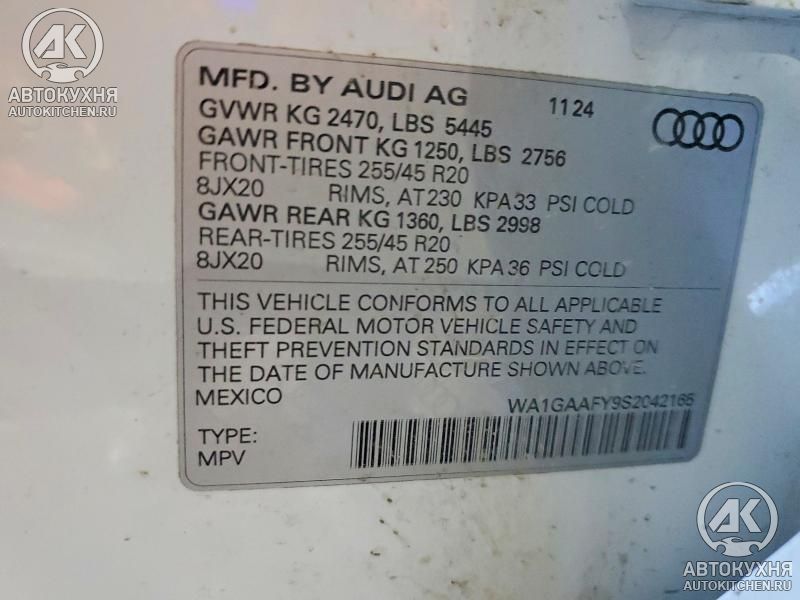 АВТОКУХНЯ
AUTOKITCHEN.RU
MFD. BY AUDI AG 11 24
GVWR KG 2470, LBS 5445
GAWR FRONT KG 1250, LBS 2756
FRONT-TIRES 255/45 R20
8JX20 RIMS, AT 230 KPA 33 PSI COLD
GAWR REAR KG 1360, LBS 2998
REAR-TIRES 255/45 R20
8JX20 RIMS, AT 250 KPA 36 PSI COLD
THIS VEHICLE CONFORMS TO ALL APPLICABLE
U.S. FEDERAL MOTOR VEHICLE SAFETY AND
THEFT PREVENTION STANDARDS IN EFFECT ON
THE DATE OF MANUFACTURE SHOWN ABOVE.
MEXICO WA1GAAFY9S2042165
TYPE:
MPV
АК
АВТОКУХНЯ
AUTOKITCHEN.RU